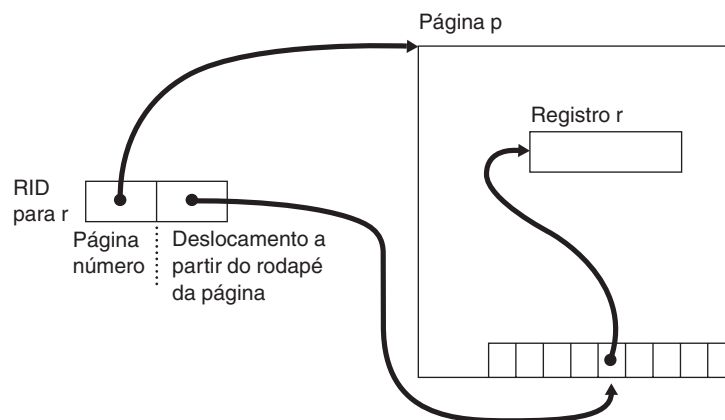 Página p
Registro r
RID
para r
Página
número
Deslocamento a
partir do rodapé
da página